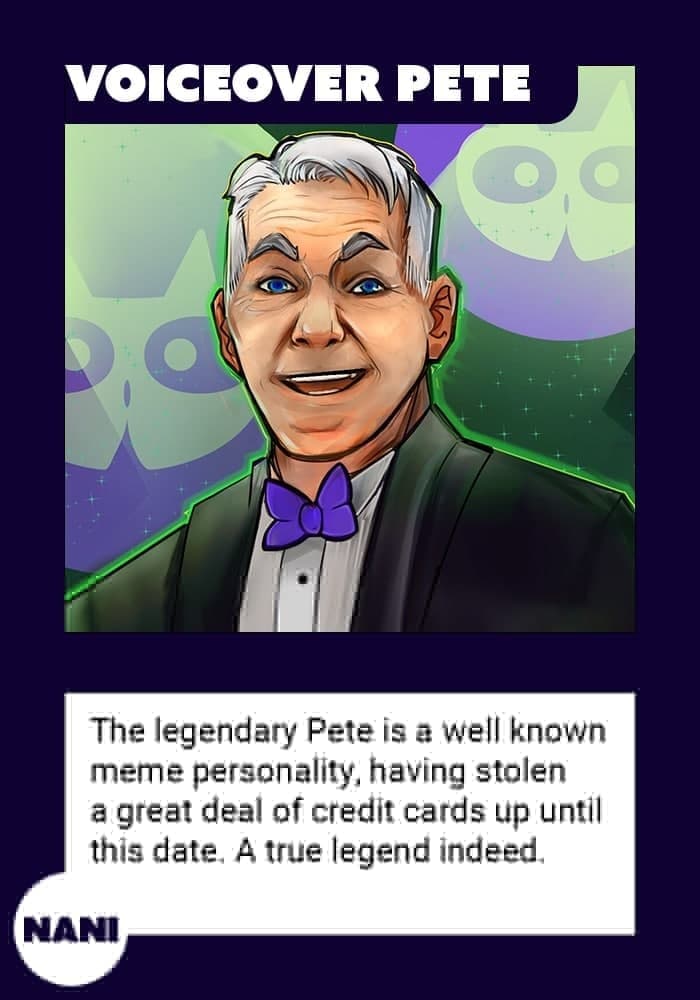 VOICEOVER PETE
The legendary Pete is a well known
meme personality, having stolen
a great deal of credit cards up until
this date. A true legend indeed.
NANI